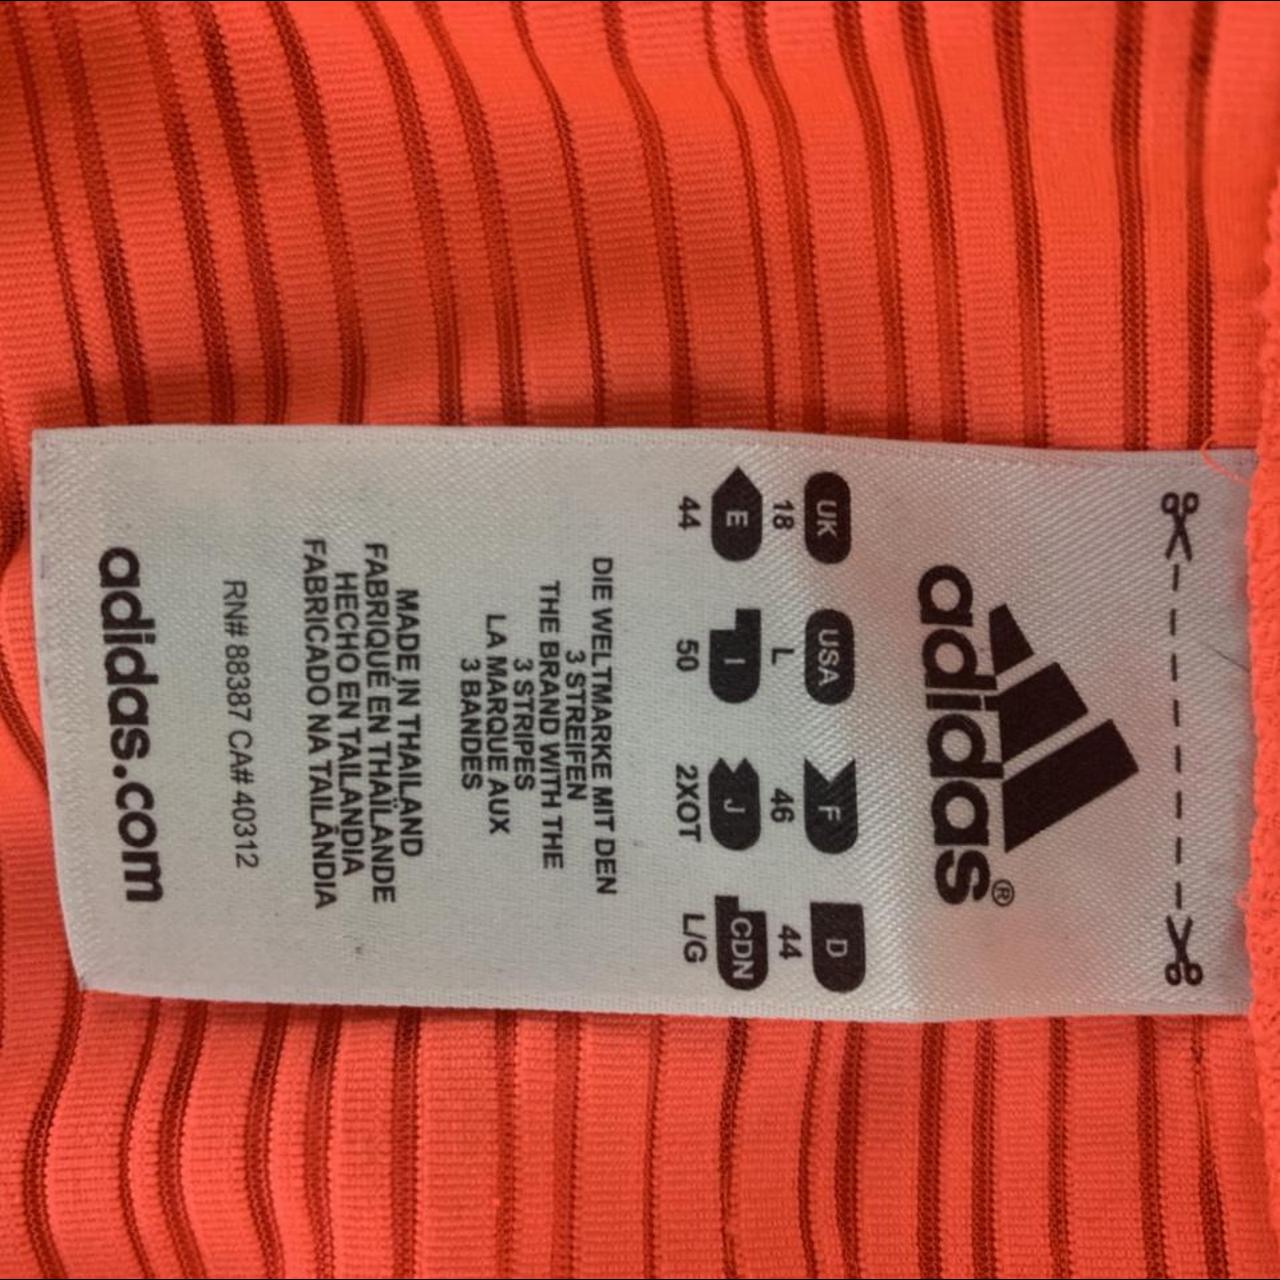 adidas®
UK USA F D
18 L 46 44
E I J CDN
44 50 2XOT L/G
DIE WELTMARKE MIT DEN
3 STREIFEN
THE BRAND WITH THE
3 STRIPES
LA MARQUE AUX
3 BANDES
MADE IN THAILAND
FABRIQUÉ EN THAÏLANDE
HECHO EN TAILANDIA
FABRICADO NA TAILÂNDIA
RN# 88387 CA# 40312
adidas.com